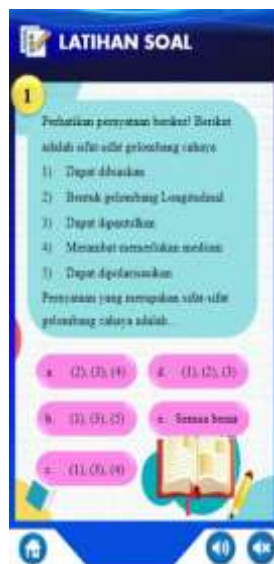 LATIHAN SOAL
1
Perhatikan pernyataan berikut! Berikut
adalah sifat-sifat gelombang cahaya
1) Dapat dibiaskan
2) Bentuk gelombang Longitudinal
3) Dapat dipantulkan
4) Merambat memerlukan medium
5) Dapat dipolarisasikan
Pernyataan yang merupakan sifat-sifat
gelombang cahaya adalah...
a. (2), (3), (4)
d. (1), (2), (3)
b. (1), (3), (5)
e. Semua benar
c. (1), (3), (4)